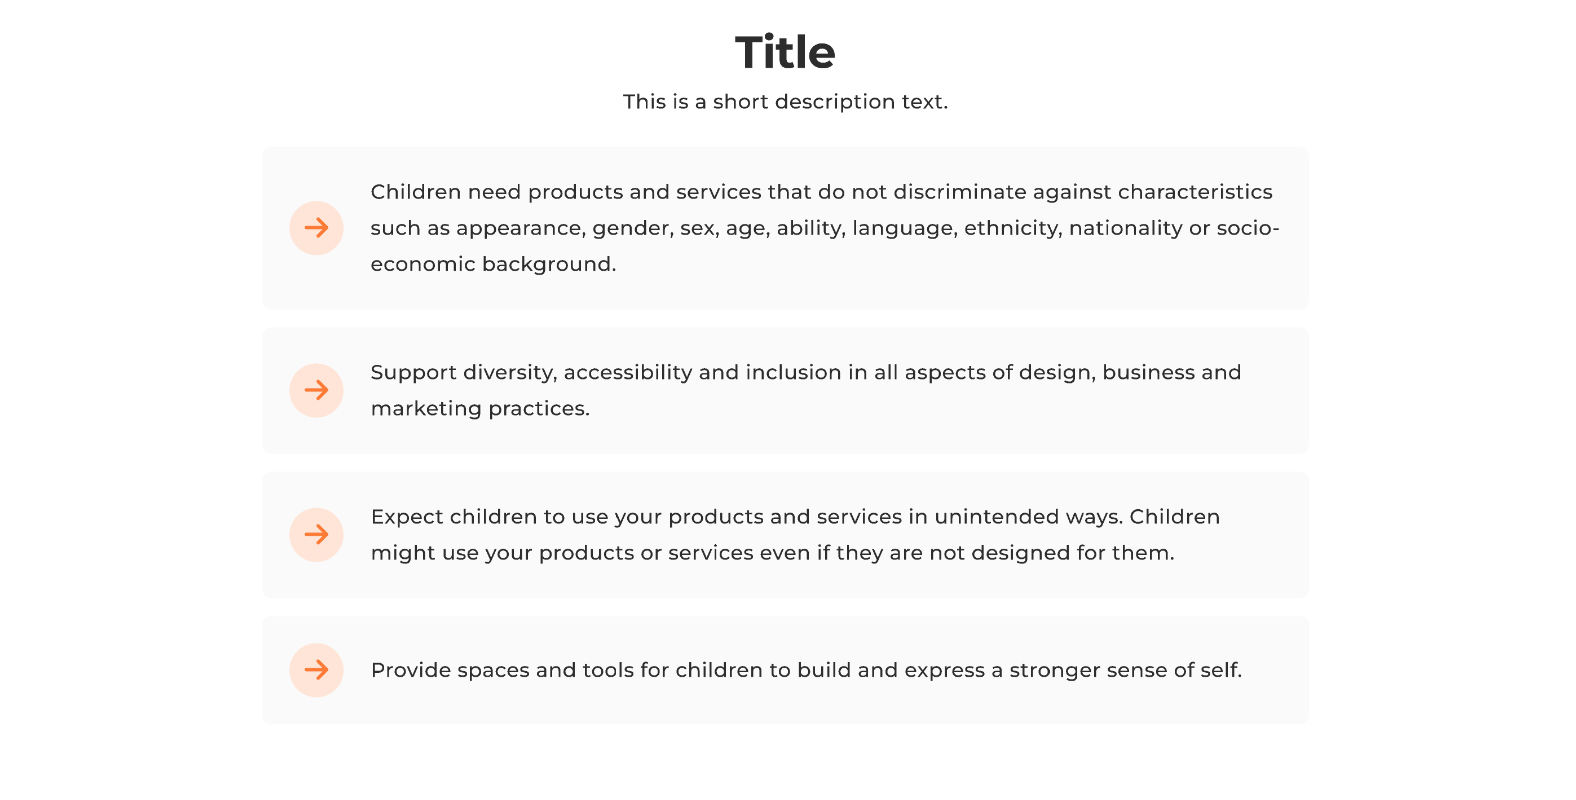 Title
This is a short description text.
Children need products and services that do not discriminate against characteristics
such as appearance, gender, sex, age, ability, language, ethnicity, nationality or socio-
economic background.
Support diversity, accessibility and inclusion in all aspects of design, business and
marketing practices.
Expect children to use your products and services in unintended ways. Children
might use your products or services even if they are not designed for them.
Provide spaces and tools for children to build and express a stronger sense of self.